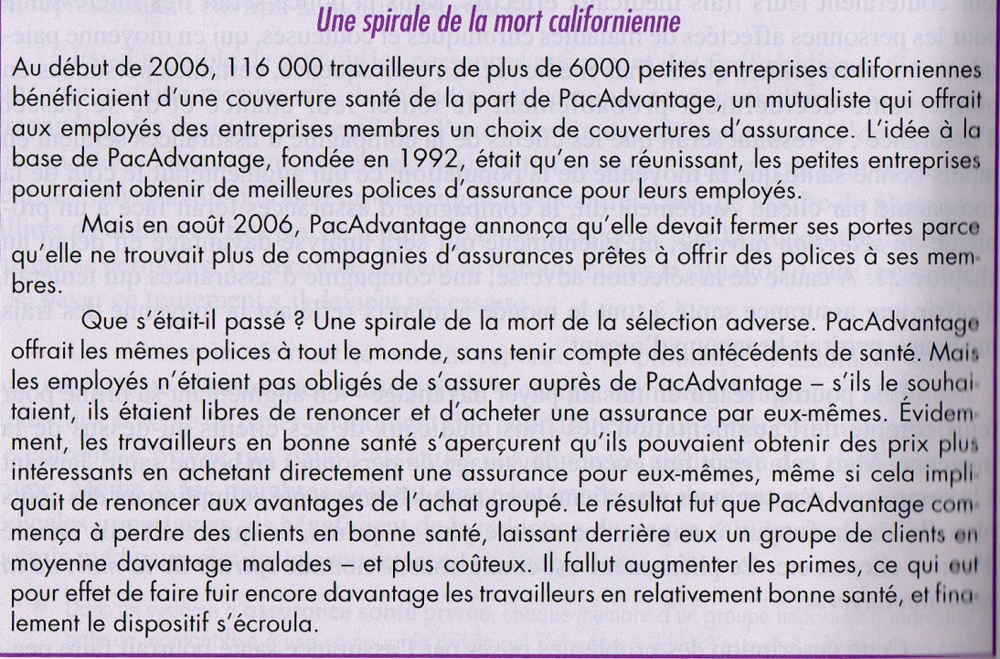 Une spirale de la mort californienne
Au début de 2006, 116 000 travailleurs de plus de 6000 petites entreprises californiennes
bénéficiaient d'une couverture santé de la part de PacAdvantage, un mutualiste qui offrait
aux employés des entreprises membres un choix de couvertures d'assurance. L'idée à la
base de PacAdvantage, fondée en 1992, était qu'en se réunissant, les petites entreprises
pourraient obtenir de meilleures polices d'assurance pour leurs employés.
Mais en août 2006, PacAdvantage annonça qu'elle devait fermer ses portes parce
qu'elle ne trouvait plus de compagnies d'assurances prêtes à offrir des polices à ses mem-
bres.
Que s'était-il passé ? Une spirale de la mort de la sélection adverse. PacAdvantage
offrait les mêmes polices à tout le monde, sans tenir compte des antécédents de santé. Mais
les employés n'étaient pas obligés de s'assurer auprès de PacAdvantage – s'ils le souhai-
taient, ils étaient libres de renoncer et d'acheter une assurance par eux-mêmes. Évidem-
ment, les travailleurs en bonne santé s'aperçurent qu'ils pouvaient obtenir des prix plus
intéressants en achetant directement une assurance pour eux-mêmes, même si cela impli-
quait de renoncer aux avantages de l'achat groupé. Le résultat fut que PacAdvantage com-
mença à perdre des clients en bonne santé, laissant derrière eux un groupe de clients en
moyenne davantage malades – et plus coûteux. Il fallut augmenter les primes, ce qui eut
pour effet de faire fuir encore davantage les travailleurs en relativement bonne santé, et fina-
lement le dispositif s'écroula.